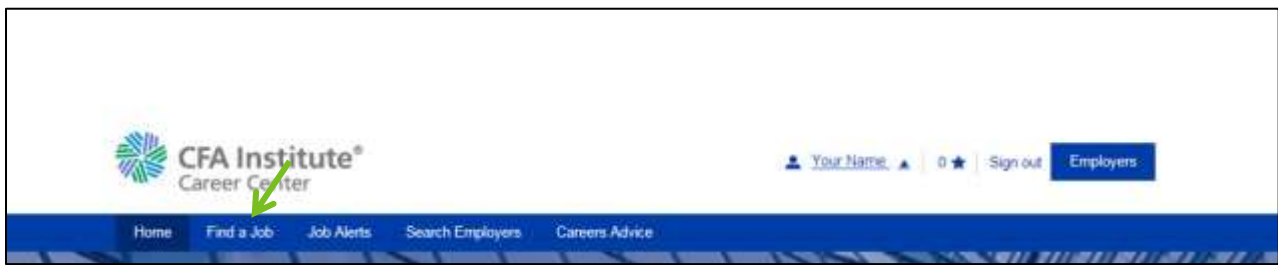 CFA Institute®
Career Center
Your Name 0 Sign out Employers
Home Find a Job Job Alerts Search Employers Careers Advice